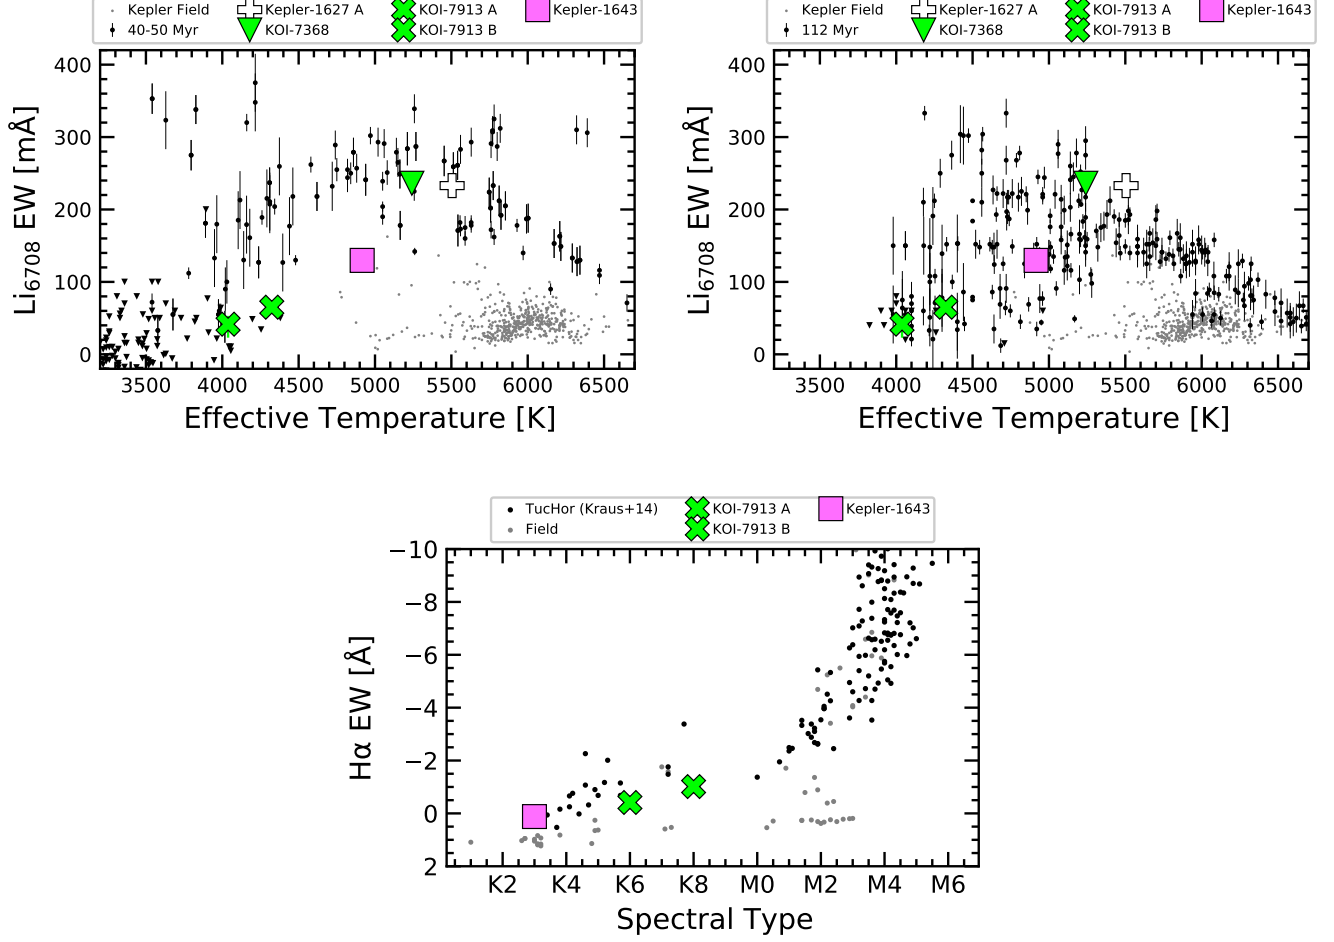 Kepler Field
40-50 Myr
Kepler-1627 A
KOI-7368
KOI-7913 A
KOI-7913 B
Kepler-1643
400
300
200
100
0
Li6708 EW [mÅ]
3500 4000 4500 5000 5500 6000 6500
Effective Temperature [K]
Kepler Field
112 Myr
Kepler-1627 A
KOI-7368
KOI-7913 A
KOI-7913 B
Kepler-1643
400
300
200
100
0
Li6708 EW [mÅ]
3500 4000 4500 5000 5500 6000 6500
Effective Temperature [K]
TucHor (Kraus+14)
Field
KOI-7913 A
KOI-7913 B
Kepler-1643
−10
−8
−6
−4
−2
0
2
Hα EW [Å]
K2 K4 K6 K8 M0 M2 M4 M6
Spectral Type